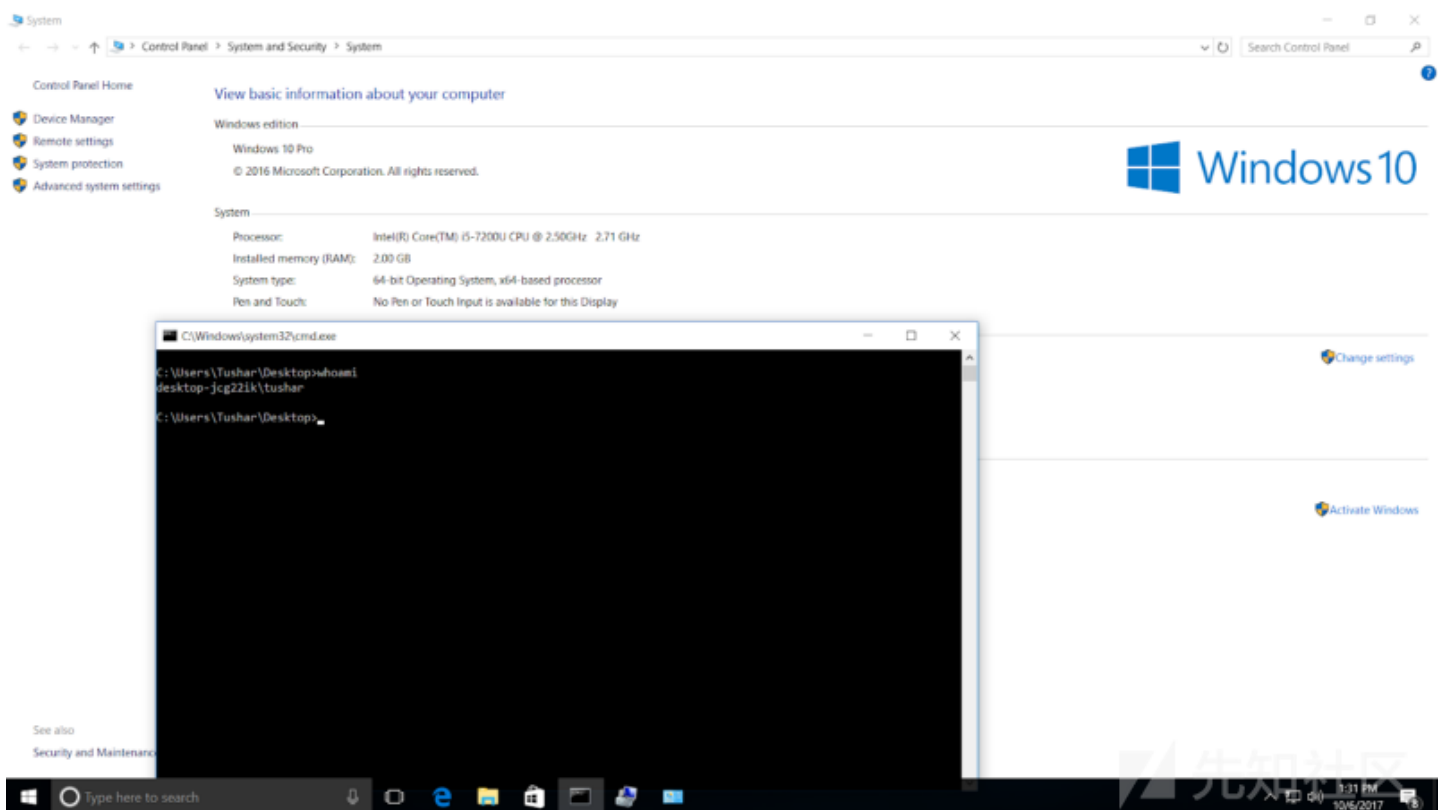 System
Control Panel > System and Security > System
Search Control Panel
Control Panel Home
Device Manager
Remote settings
System protection
Advanced system settings
View basic information about your computer
Windows edition
Windows 10 Pro
© 2016 Microsoft Corporation. All rights reserved.
Windows 10
System
Processor: Intel(R) Core(TM) i5-7200U CPU @ 2.50GHz 2.71 GHz
Installed memory (RAM): 2.00 GB
System type: 64-bit Operating System, x64-based processor
Pen and Touch: No Pen or Touch Input is available for this Display
C:\Windows\system32\cmd.exe
C:\Users\Tushar\Desktop>whoami
desktop-jcg22ik\tushar
C:\Users\Tushar\Desktop>
Change settings
Activate Windows
See also
Security and Maintenance
Type here to search
先知社区
1:31 PM
10/6/2017
8